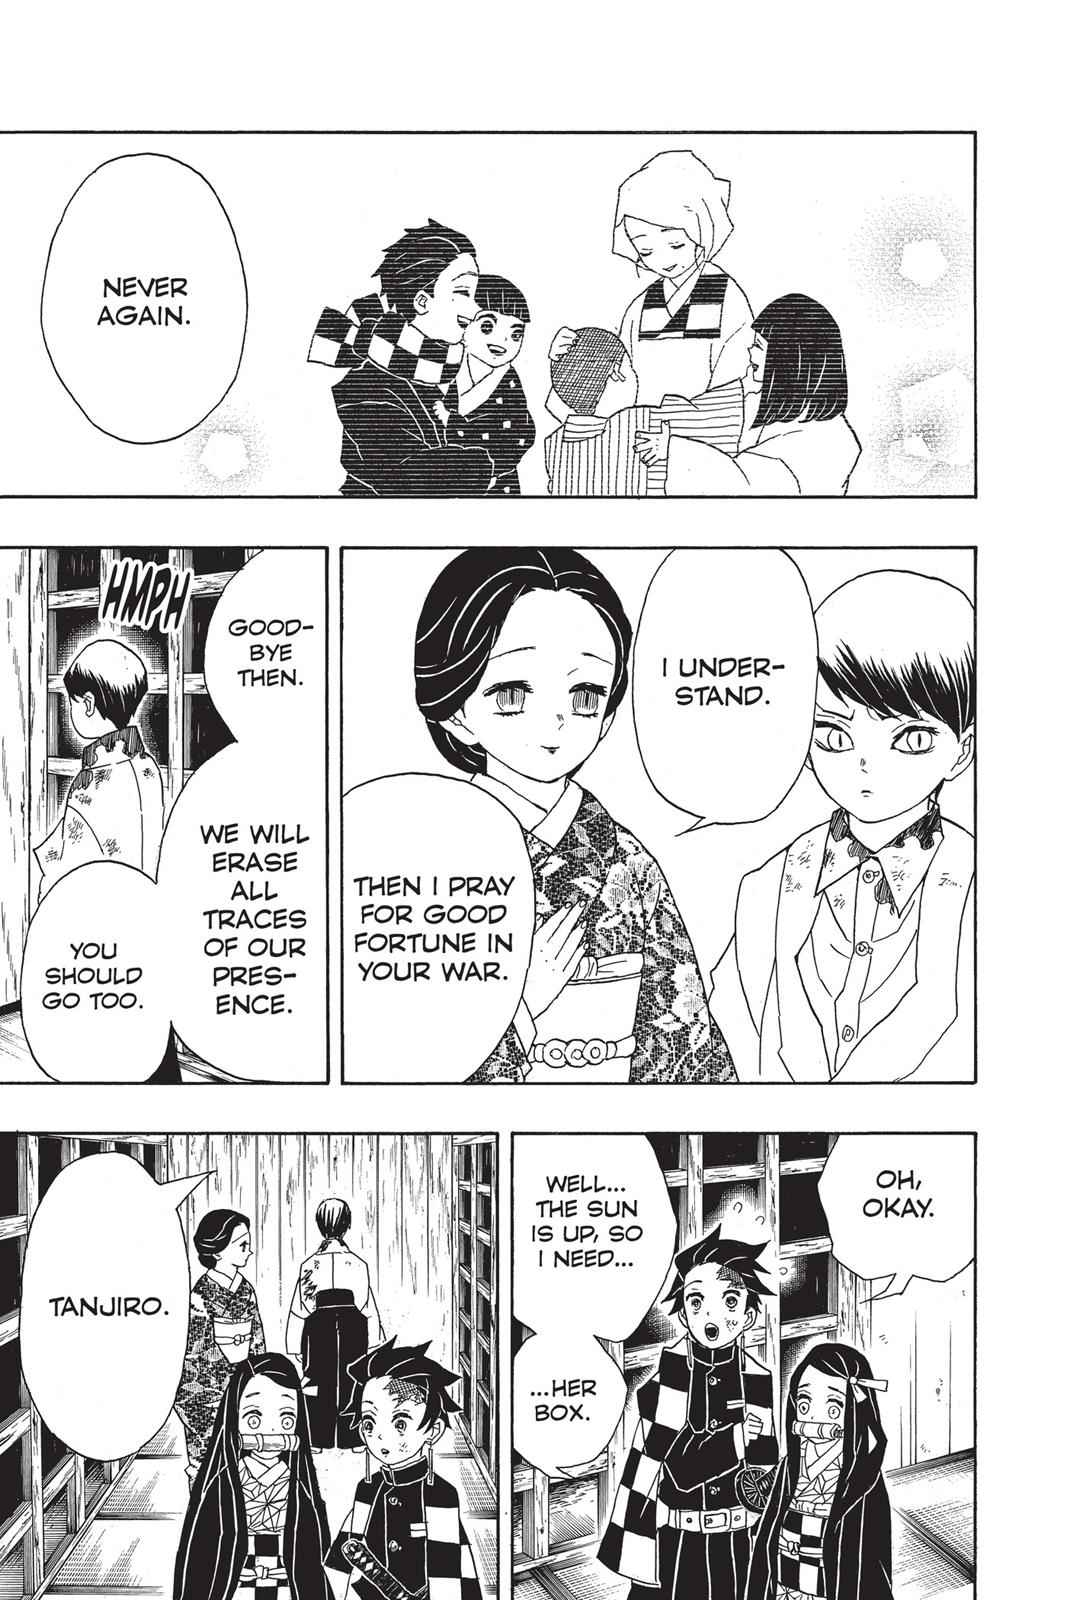 NEVER
AGAIN.
I UNDER-
STAND.
THEN I PRAY
FOR GOOD
FORTUNE IN
YOUR WAR.
GOOD-
BYE
THEN.
WE WILL
ERASE
ALL
TRACES
OF OUR
PRES-
ENCE.
YOU
SHOULD
GO TOO.
HMPH
OH,
OKAY.
WELL...
THE SUN
IS UP, SO
I NEED...
...HER
BOX.
TANJIRO.